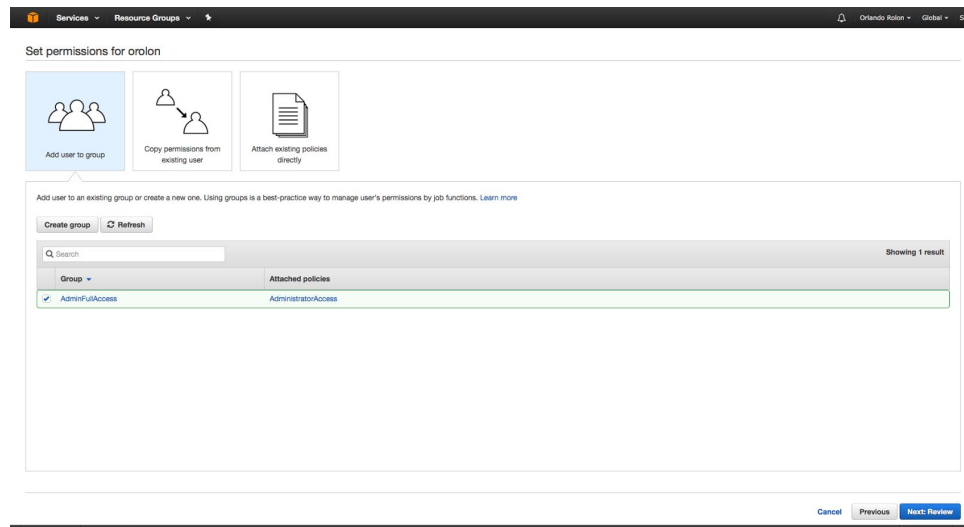 Services Resource Groups Orlando Rolon Global S
Set permissions for orolon
Add user to group
Copy permissions from
existing user
Attach existing policies
directly
Add user to an existing group or create a new one. Using groups is a best-practice way to manage user's permissions by job functions. Learn more
Create group Refresh
Search Showing 1 result
Group Attached policies
AdminFullAccess AdministratorAccess
Cancel Previous Next: Review